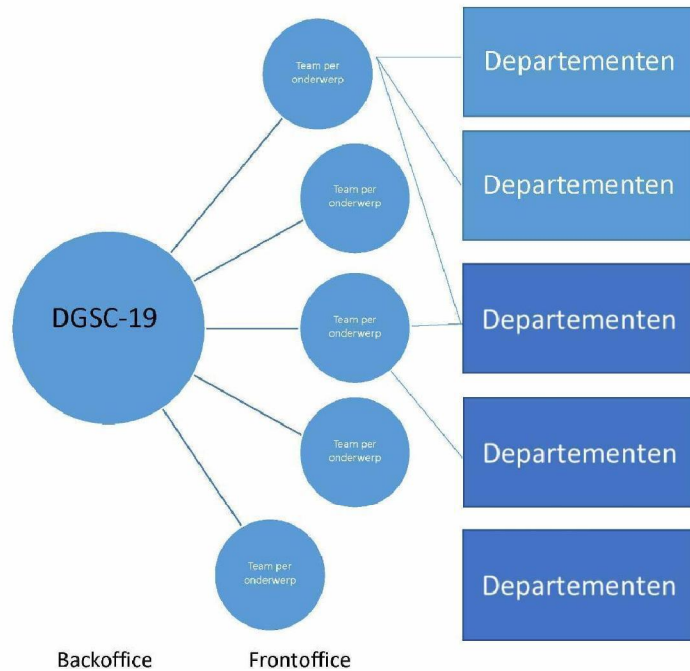 Team per
onderwerp
Departementen
Team per
onderwerp
Departementen
DGSC-19
Team per
onderwerp
Departementen
Team per
onderwerp
Departementen
Team per
onderwerp
Departementen
Backoffice
Frontoffice